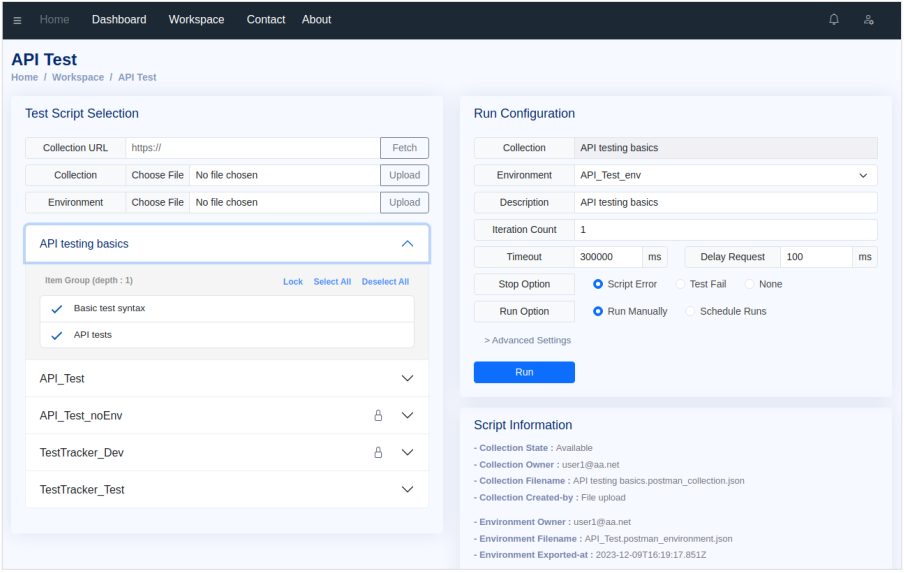 Home Dashboard Workspace Contact About
API Test
Home / Workspace / API Test
Test Script Selection
Collection URL https:// Fetch
Collection Choose File No file chosen Upload
Environment Choose File No file chosen Upload
API testing basics
Item Group (depth : 1) Lock Select All Deselect All
Basic test syntax
API tests
API_Test
API_Test_noEnv
TestTracker_Dev
TestTracker_Test
Run Configuration
Collection API testing basics
Environment API_Test_env
Description API testing basics
Iteration Count 1
Timeout 300000 ms Delay Request 100 ms
Stop Option Script Error Test Fail None
Run Option Run Manually Schedule Runs
> Advanced Settings
Run
Script Information
- Collection State : Available
- Collection Owner : user1@aa.net
- Collection Filename : API testing basics.postman_collection.json
- Collection Created-by : File upload
- Environment Owner : user1@aa.net
- Environment Filename : API_Test.postman_environment.json
- Environment Exported-at : 2023-12-09T16:19:17.851Z